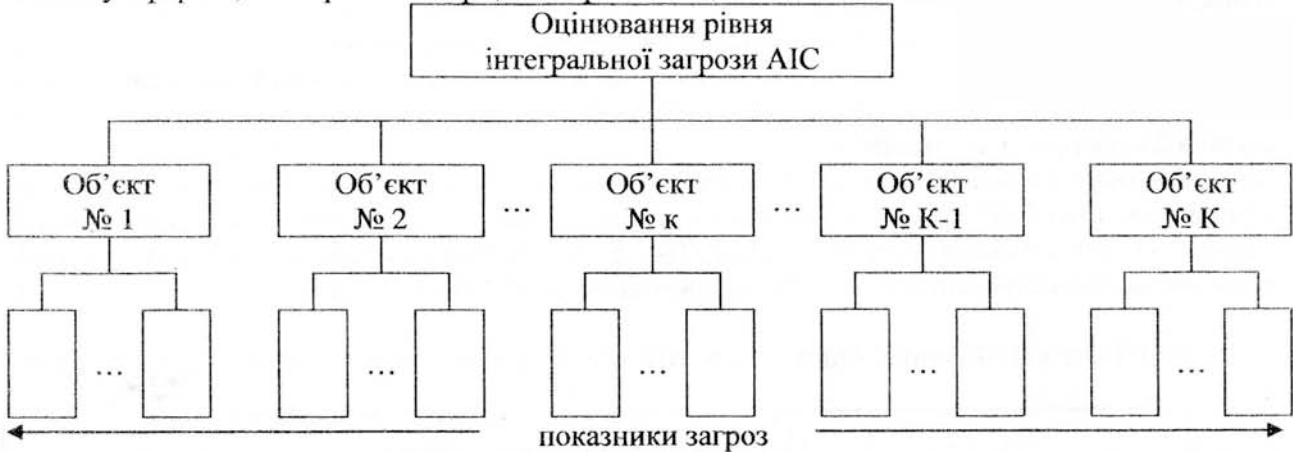 Оцінювання рівня
інтегральної загрози АІС
Об’єкт
№ 1
Об’єкт
№ 2
...
Об’єкт
№ к
...
Об’єкт
№ К-1
Об’єкт
№ К
... ... ... ... ...
показники загроз